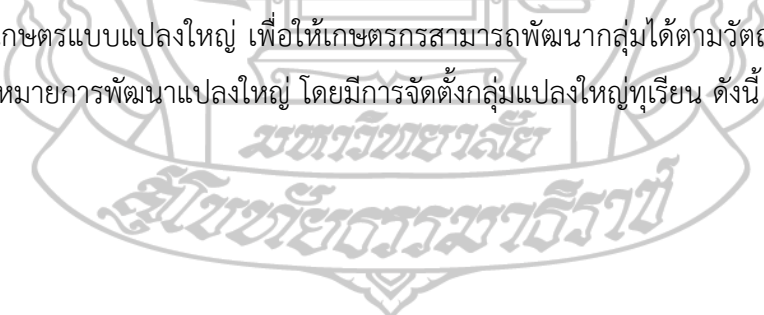 กษตรแบบแปลงใหญ่ เพื่อให้เกษตรกรสามารถพัฒนากลุ่มได้ตามวัตถ
หมายการพัฒนาแปลงใหญ่ โดยมีการจัดตั้งกลุ่มแปลงใหญ่ทุเรียน ดังนี้
มหาวิทยาลัย
สุโขทัยธรรมาธิราช